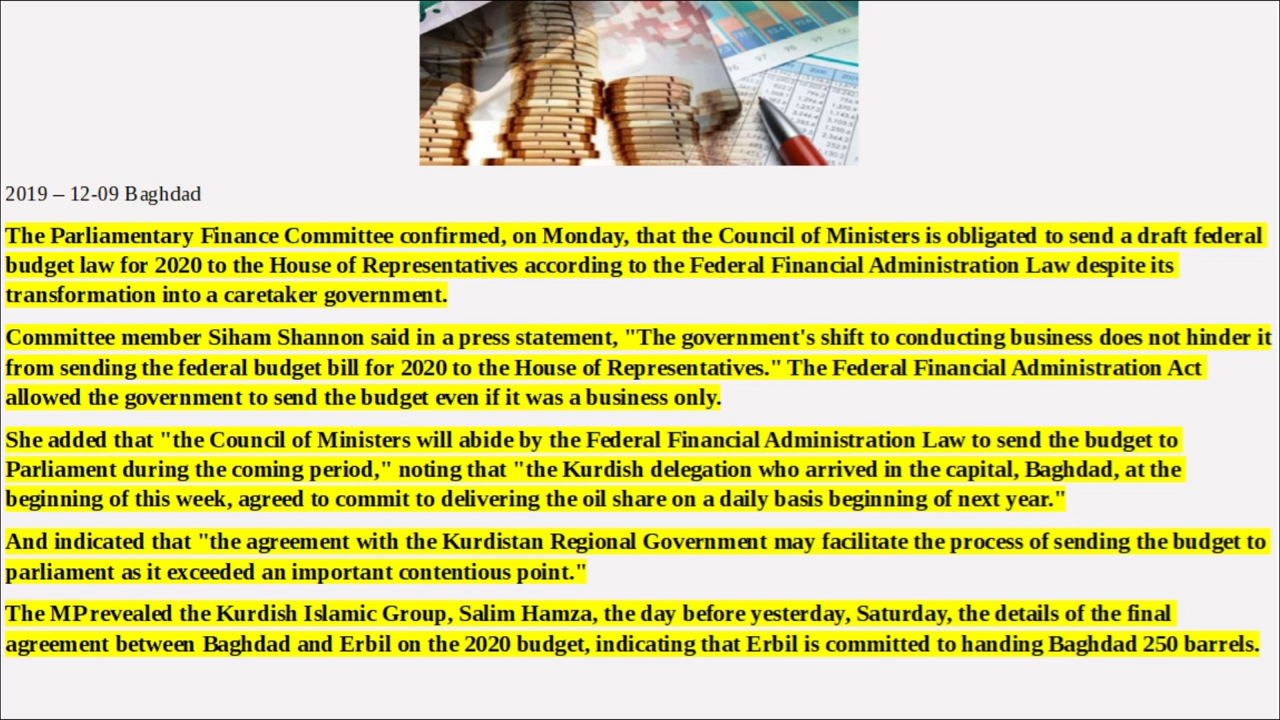 2019 – 12-09 Baghdad
The Parliamentary Finance Committee confirmed, on Monday, that the Council of Ministers is obligated to send a draft federal
budget law for 2020 to the House of Representatives according to the Federal Financial Administration Law despite its
transformation into a caretaker government.
Committee member Siham Shannon said in a press statement, "The government's shift to conducting business does not hinder it
from sending the federal budget bill for 2020 to the House of Representatives." The Federal Financial Administration Act
allowed the government to send the budget even if it was a business only.
She added that "the Council of Ministers will abide by the Federal Financial Administration Law to send the budget to
Parliament during the coming period," noting that "the Kurdish delegation who arrived in the capital, Baghdad, at the
beginning of this week, agreed to commit to delivering the oil share on a daily basis beginning of next year."
And indicated that "the agreement with the Kurdistan Regional Government may facilitate the process of sending the budget to
parliament as it exceeded an important contentious point."
The MP revealed the Kurdish Islamic Group, Salim Hamza, the day before yesterday, Saturday, the details of the final
agreement between Baghdad and Erbil on the 2020 budget, indicating that Erbil is committed to handing Baghdad 250 barrels.